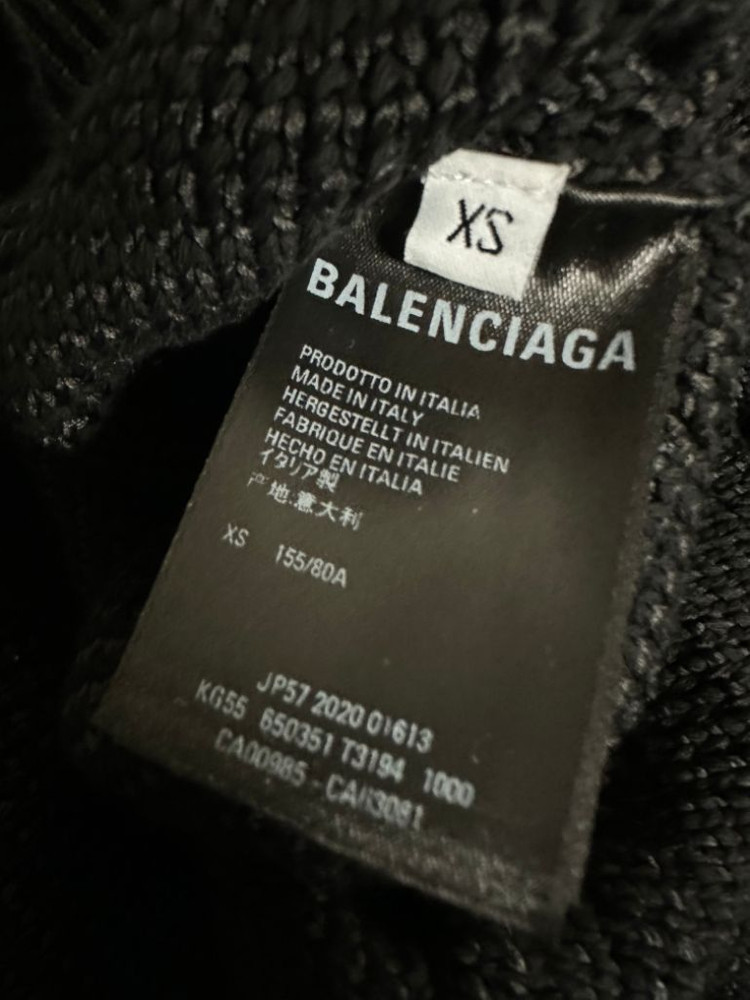 XS
BALENCIAGA
PRODOTTO IN ITALIA
MADE IN ITALY
HERGESTELLT IN ITALIEN
FABRIQUE EN ITALIE
HECHO EN ITALIA
イタリア製
产地:意大利
XS 155/80A
JP57 2020 01613
KG55 650351 T3194 1000
CA00985 -